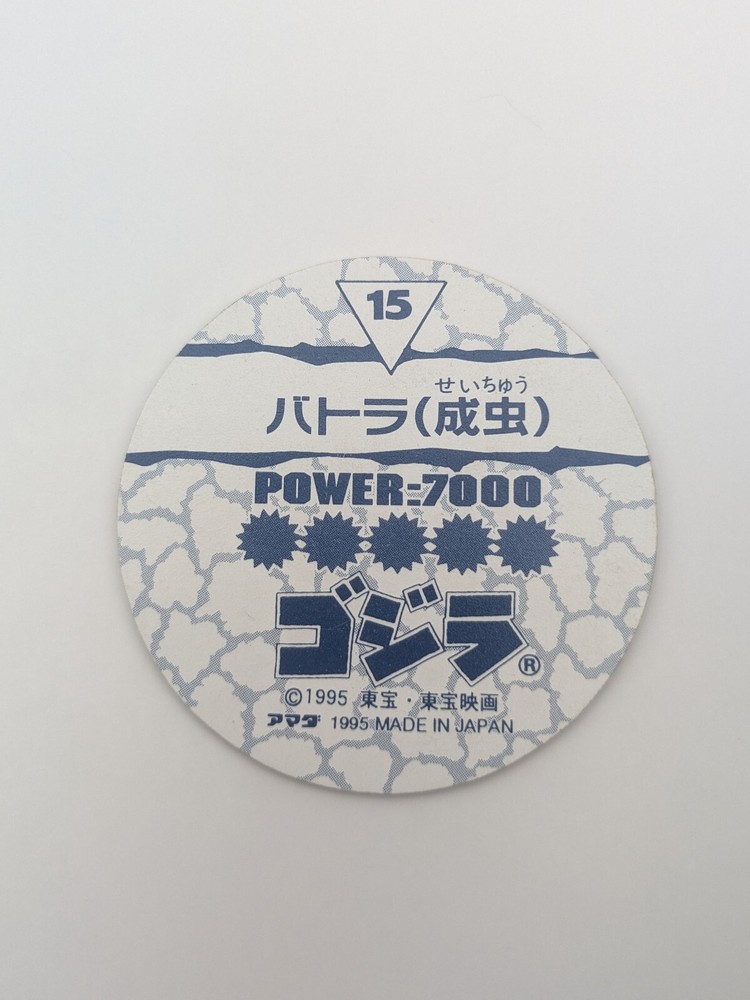 15
せいちゅう
バトラ(成虫)
POWER:7000
ゴジラ®
©1995 東宝・東宝映画
アマダ 1995 MADE IN JAPAN